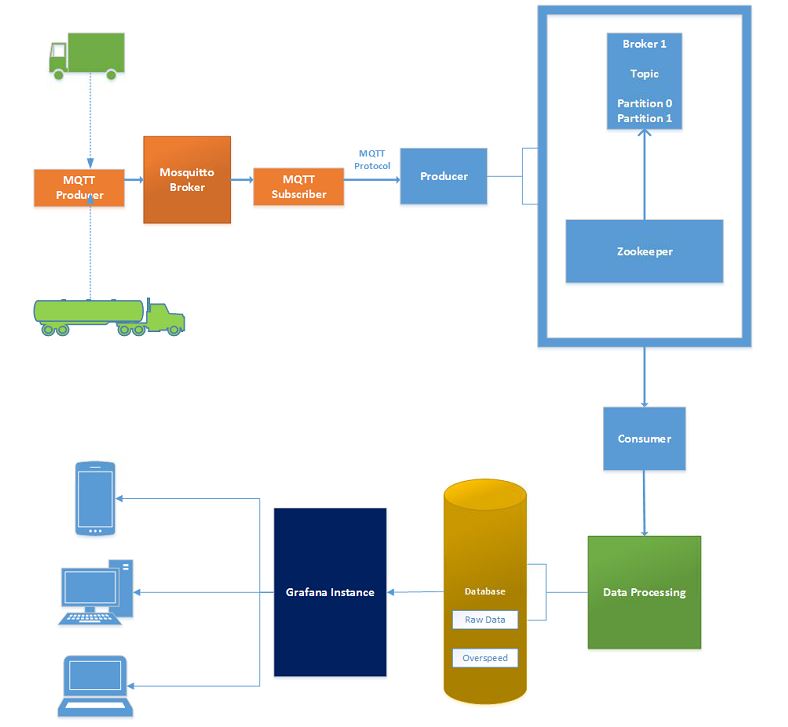 Broker 1
Topic
Partition 0
Partition 1
MQTT
Producer
Mosquitto
Broker
MQTT
Subscriber
MQTT
Protocol
Producer
Zookeeper
Consumer
Grafana Instance
Database
Raw Data
Overspeed
Data Processing